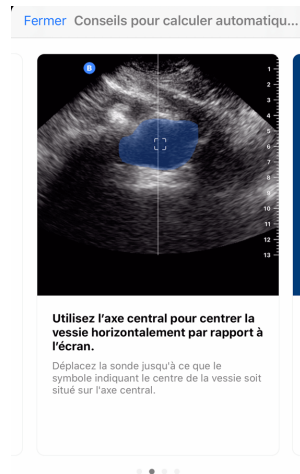 Fermer Conseils pour calculer automatiqu...
B
1
2
3
4
5
6
7
8
9
10
11
12
13
Utilisez l'axe central pour centrer la
vessie horizontalement par rapport à
l'écran.
Déplacez la sonde jusqu'à ce que le
symbole indiquant le centre de la vessie soit
situé sur l'axe central.